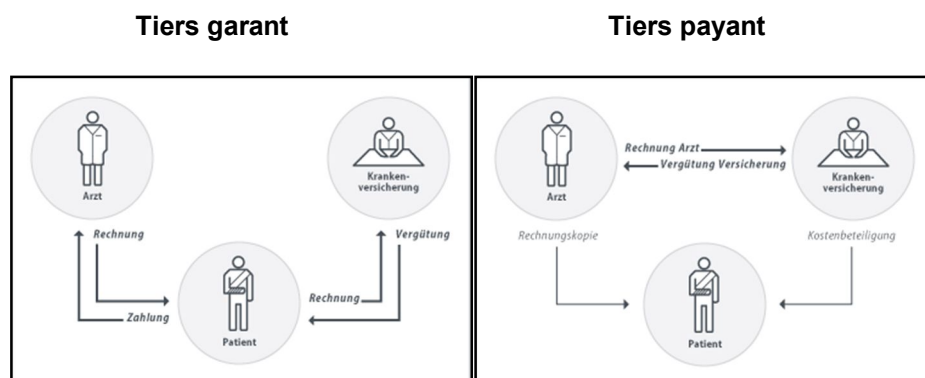 Tiers garant
Tiers payant
Arzt
Kranken-
versicherung
Rechnung
Vergütung
Rechnung
Zahlung
Patient
Rechnung Arzt
Vergütung Versicherung
Arzt
Kranken-
versicherung
Rechnungskopie
Kostenbeteiligung
Patient